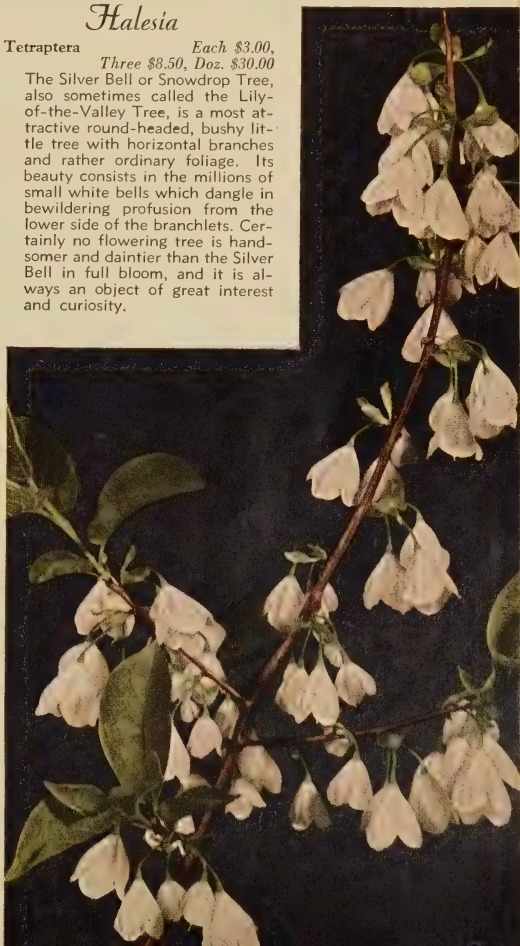 Halesia
Tetraptera Each $3.00,
Three $8.50, Doz. $30.00
The Silver Bell or Snowdrop Tree,
also sometimes called the Lily-
of-the-Valley Tree, is a most at-
tractive round-headed, bushy lit-
tle tree with horizontal branches
and rather ordinary foliage. Its
beauty consists in the millions of
small white bells which dangle in
bewildering profusion from the
lower side of the branchlets. Cer-
tainly no flowering tree is hand-
somer and daintier than the Silver
Bell in full bloom, and it is al-
ways an object of great interest
and curiosity.